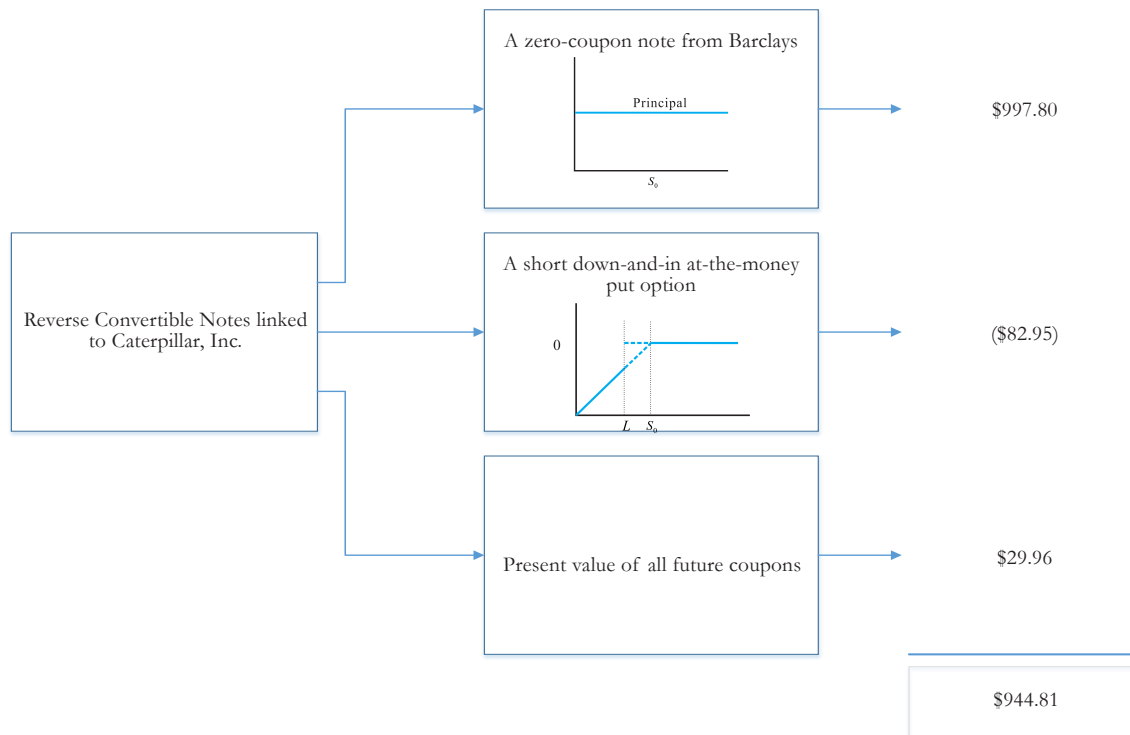 A zero-coupon note from Barclays
Principal
S₀
$997.80
Reverse Convertible Notes linked
to Caterpillar, Inc.
A short down-and-in at-the-money
put option
0
L S₀
($82.95)
Present value of all future coupons
$29.96
$944.81